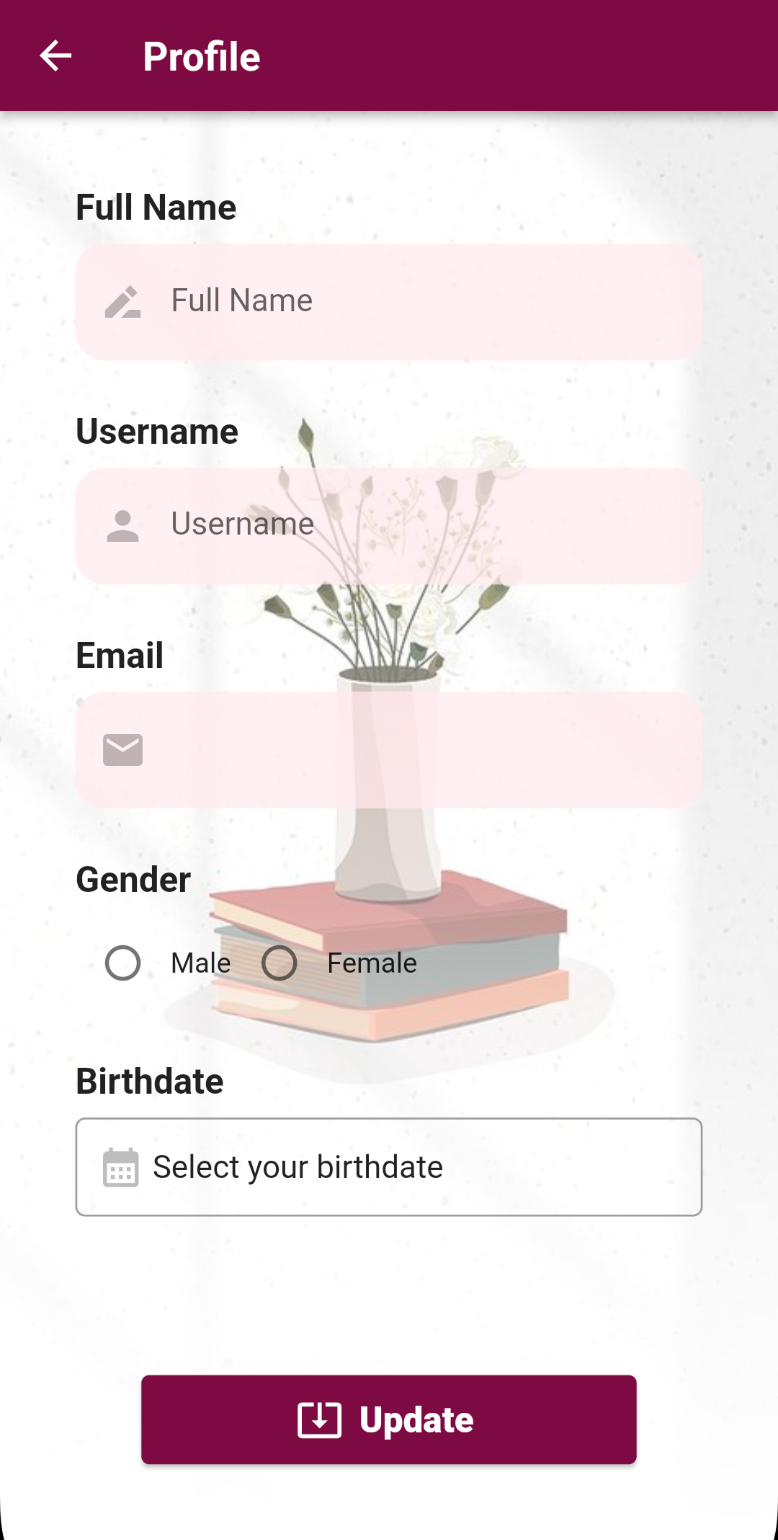 Profile
Full Name
Full Name
Username
Username
Email
Gender
Male Female
Birthdate
Select your birthdate
Update